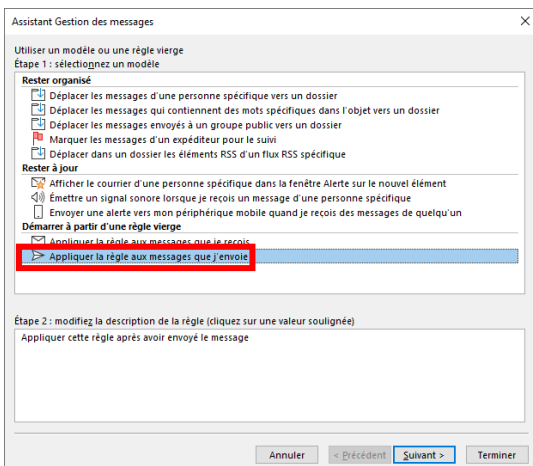 Assistant Gestion des messages
Utiliser un modèle ou une règle vierge
Étape 1 : sélectionnez un modèle
Rester organisé
Déplacer les messages d'une personne spécifique vers un dossier
Déplacer les messages qui contiennent des mots spécifiques dans l'objet vers un dossier
Déplacer les messages envoyés à un groupe public vers un dossier
Marquer les messages d'un expéditeur pour le suivi
Déplacer dans un dossier les éléments RSS d'un flux RSS spécifique
Rester à jour
Afficher le courrier d'une personne spécifique dans la fenêtre Alerte sur le nouvel élément
Émettre un signal sonore lorsque je reçois un message d'une personne spécifique
Envoyer une alerte vers mon périphérique mobile quand je reçois des messages de quelqu'un
Démarrer à partir d'une règle vierge
Appliquer la règle aux messages que je reçois
Appliquer la règle aux messages que j'envoie
Étape 2 : modifiez la description de la règle (cliquez sur une valeur soulignée)
Appliquer cette règle après avoir envoyé le message
Annuler < Précédent Suivant > Terminer